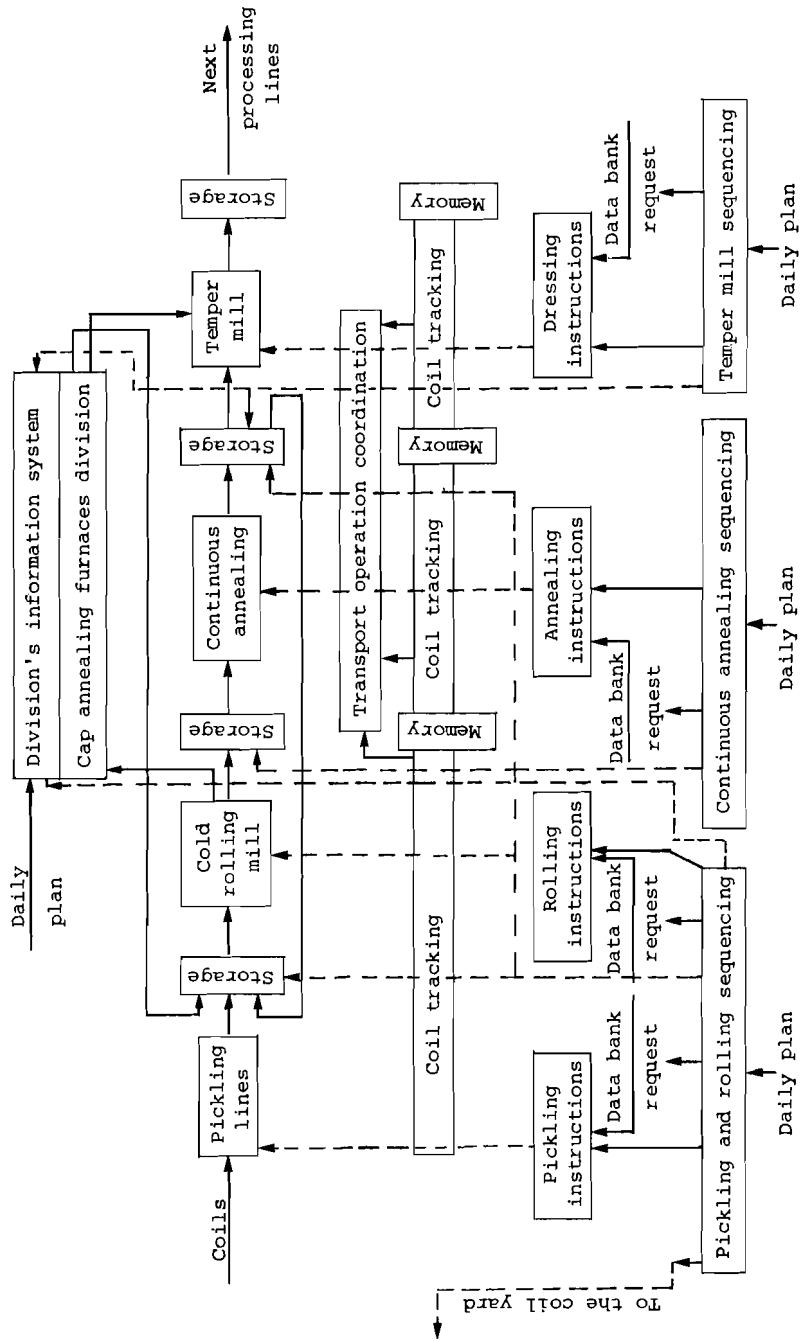 Daily
plan
Division's information system
Cap annealing furnaces division
Coils
Pickling
lines
Storage
Cold
rolling
mill
Storage
Continuous
annealing
Storage
Temper
mill
Storage
Next
processing
lines
Transport operation coordination
Coil tracking
Memory
Coil tracking
Memory
Coil tracking
Memory
Pickling
instructions
Data bank
request
Rolling
instructions
Data bank
request
Annealing
instructions
Data bank
request
Dressing
instructions
Data bank
request
To the coil yard
Pickling and rolling sequencing
Continuous annealing sequencing
Temper mill sequencing
Daily plan
Daily plan
Daily plan